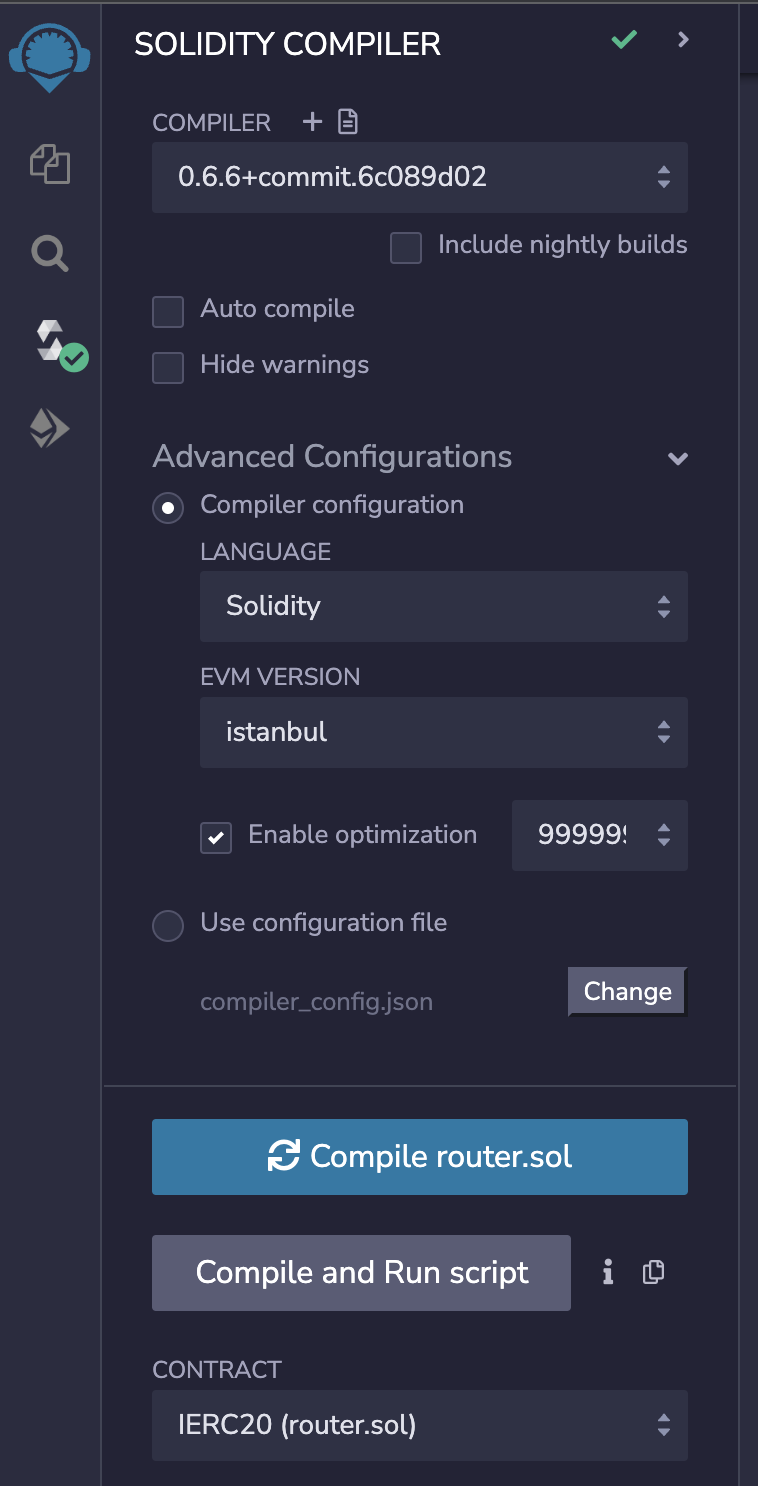 SOLIDITY COMPILER
COMPILER
0.6.6+commit.6c089d02
Include nightly builds
Auto compile
Hide warnings
Advanced Configurations
Compiler configuration
LANGUAGE
Solidity
EVM VERSION
istanbul
Enable optimization
Use configuration file
compiler_config.json
Change
Compile router.sol
Compile and Run script
CONTRACT
IERC20 (router.sol)